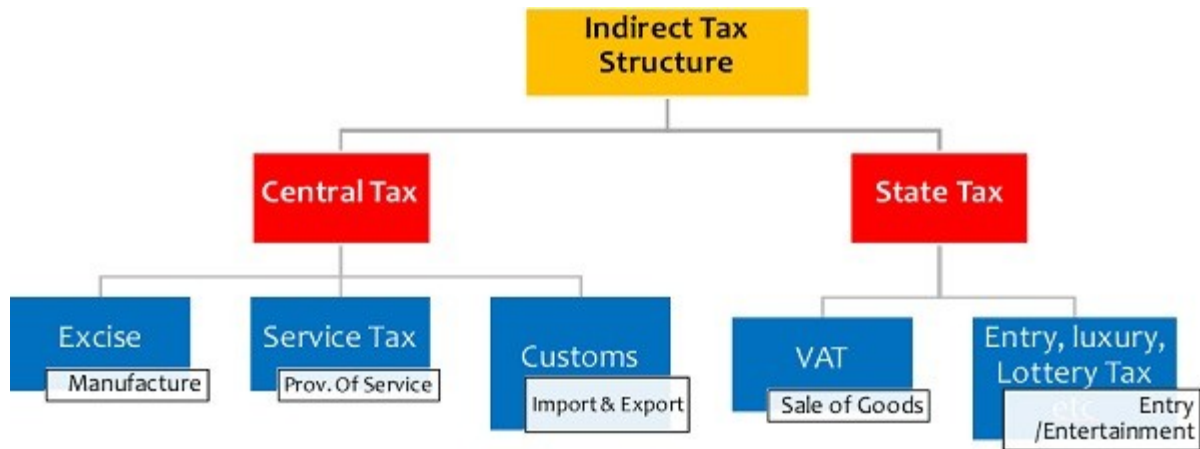 Indirect Tax
Structure
Central Tax
State Tax
Excise
Manufacture
Service Tax
Prov. Of Service
Customs
Import & Export
VAT
Sale of Goods
Entry, luxury,
Lottery Tax
etc
Entry
/Entertainment